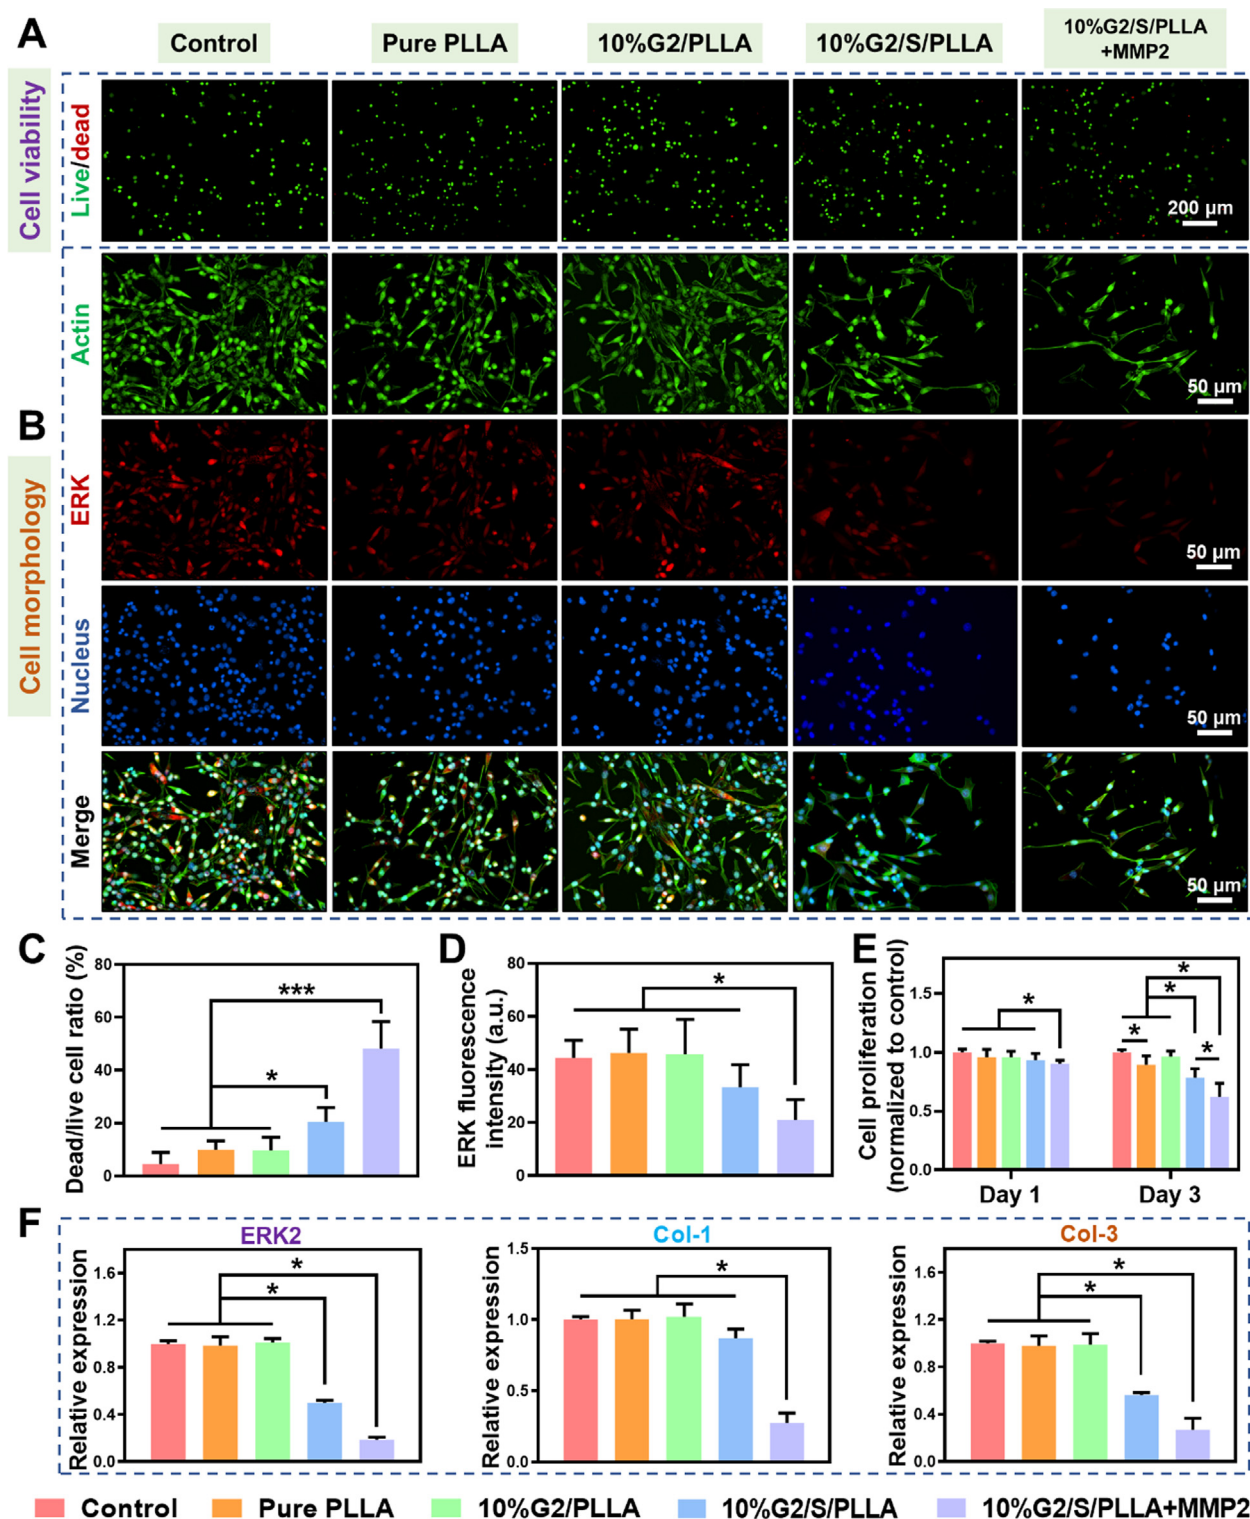 A
Control
Pure PLLA
10%G2/PLLA
10%G2/S/PLLA
10%G2/S/PLLA
+MMP2
Cell viability
Live/dead
200 µm
Actin
50 µm
B
Cell morphology
ERK
50 µm
Nucleus
50 µm
Merge
50 µm
C
Dead/live cell ratio (%)
80
60
40
20
0
***
*
D
ERK fluorescence
intensity (a.u.)
80
60
40
20
0
*
E
Cell proliferation
(normalized to control)
1.5
1.0
0.5
0.0
*
*
*
*
*
Day 1
Day 3
F
ERK2
Relative expression
1.6
1.2
0.8
0.4
0.0
*
*
Col-1
Relative expression
1.5
1.0
0.5
0.0
*
Col-3
Relative expression
1.6
1.2
0.8
0.4
0.0
*
*
Control
Pure PLLA
10%G2/PLLA
10%G2/S/PLLA
10%G2/S/PLLA+MMP2